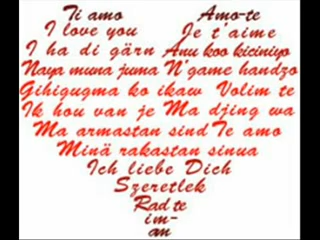 Ti amo Amo-te
I love you Je t'aime
I ha di gärn Anu koo kiciniyo
Naya muna juma N'game handzo
Gihigugma ko ikaw Volim te
Ik hou van je Ma djing wa
Ma armastan sind Te amo
Minä rakastan sinua
Ich liebe Dich
Szeretlek
Rad te
im-
am